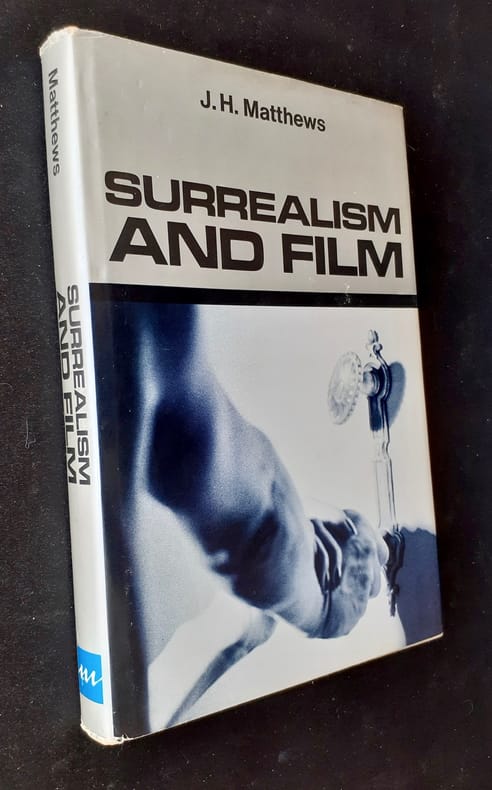 J.H. Matthews
SURREALISM
AND FILM
Matthews
SURREALISM
AND FILM